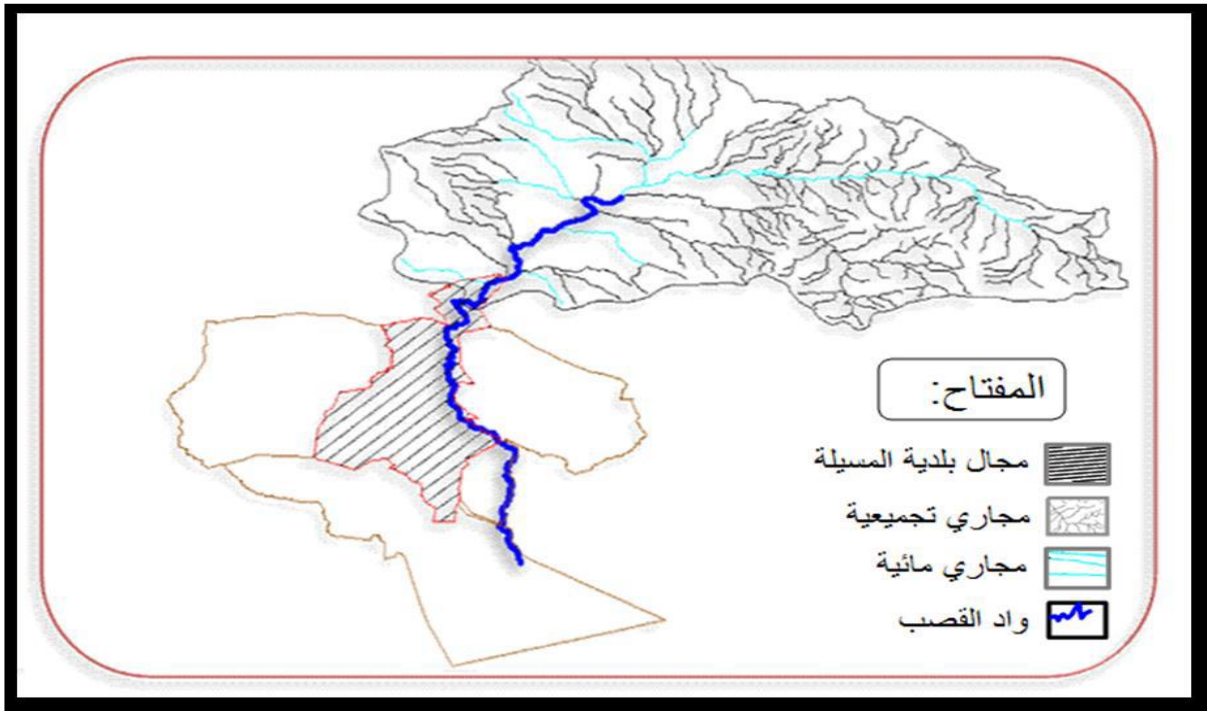 المفتاح:
مجال بلدية المسيلة
مجاري تجميعية
مجاري مائية
واد القصب